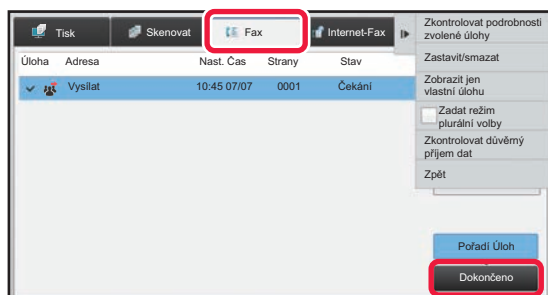 Tisk
Skenovat
Fax
Internet-Fax
Úloha Adresa Nast. Čas Strany Stav
Vysílat 10:45 07/07 0001 Čekání
Zkontrolovat podrobnosti
zvolené úlohy
Zastavit/smazat
Zobrazit jen
vlastní úlohu
Zadat režim
plurální volby
Zkontrolovat důvěrný
příjem dat
Zpět
Pořadí Úloh
Dokončeno